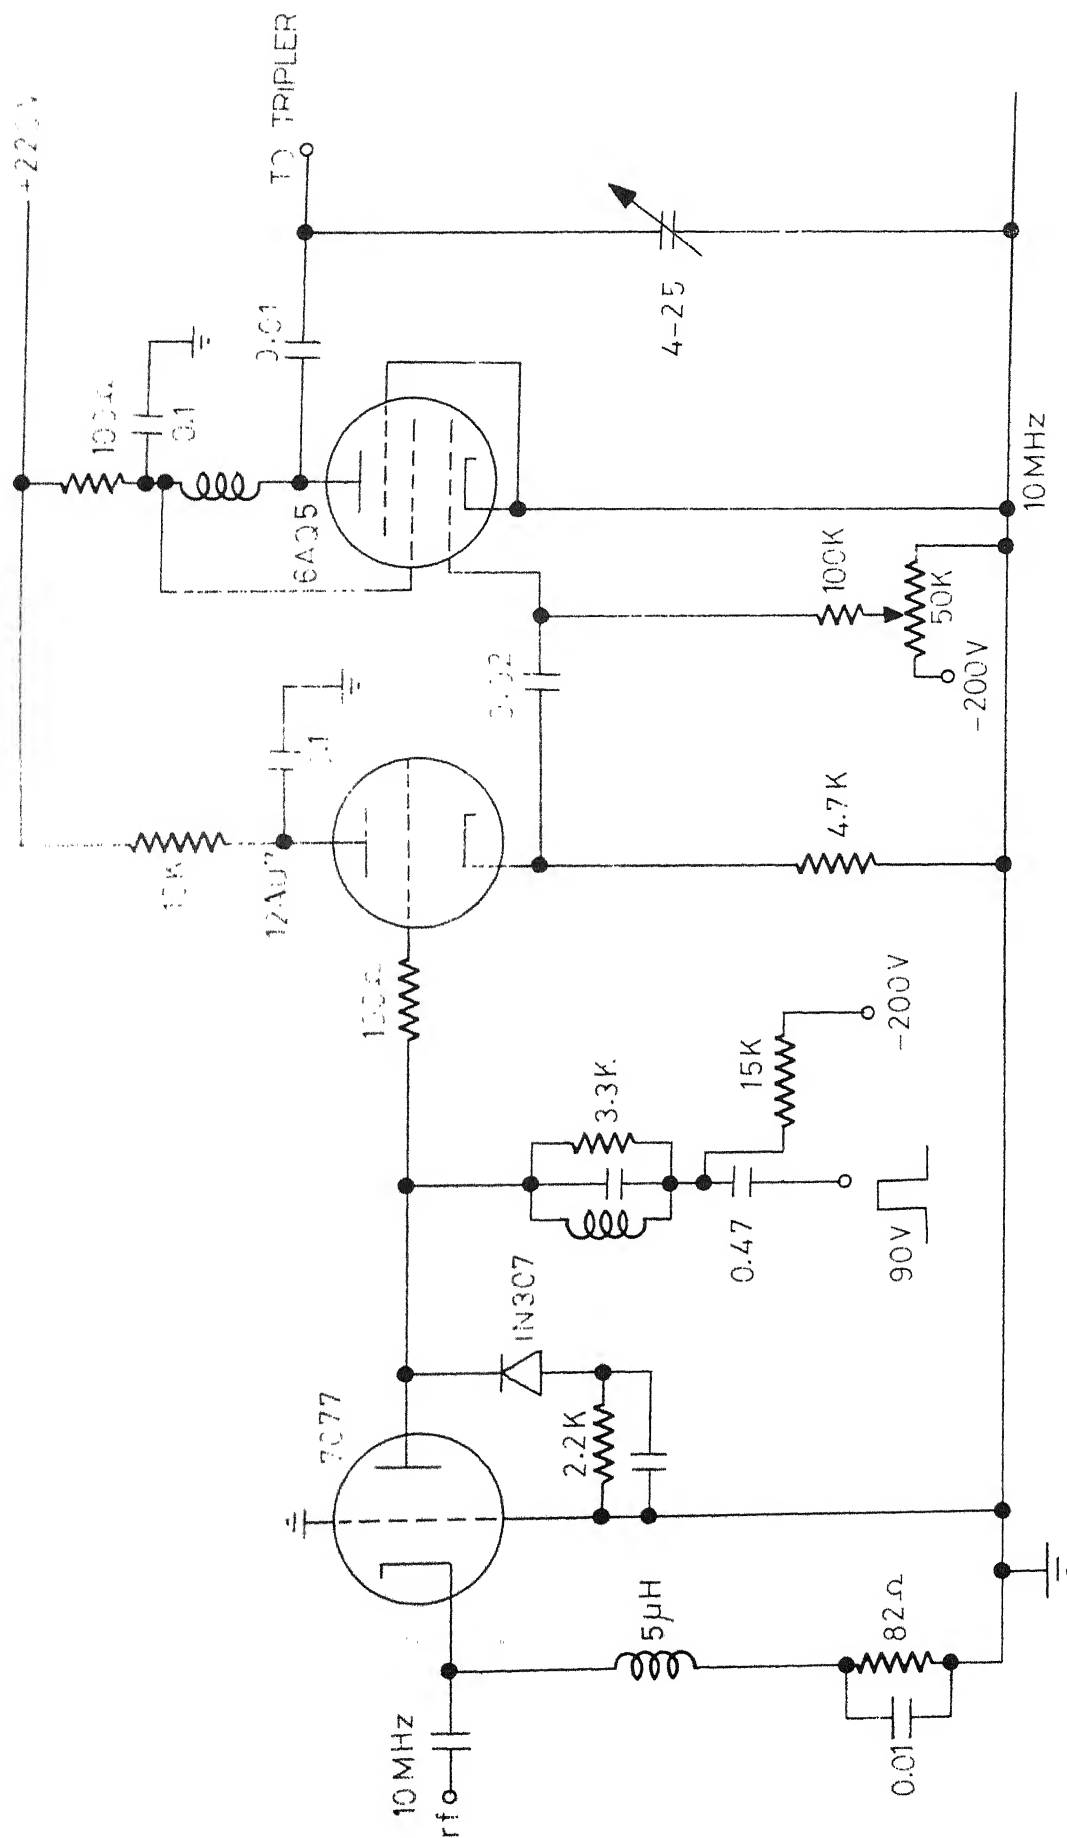 10MHz
rf
5μH
82Ω
0.01
7077
IN307
2.2K
3.3K
15K
-200V
0.47
90V
4.7K
0.1
6AQ5
0.01
100K
50K
-200V
10MHz
4-25
TO TRIPLER